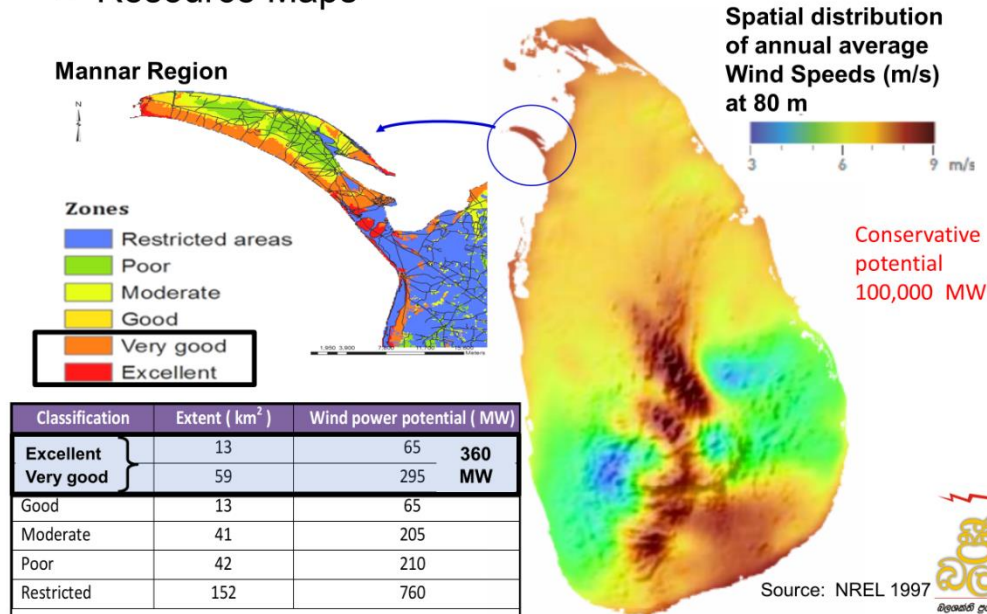 Resource Maps
Mannar Region
N
Zones
Restricted areas
Poor
Moderate
Good
Very good
Excellent
Meters
Classification Extent ( km² ) Wind power potential ( MW)
Excellent 13 65
Very good 59 295
360 MW
Good 13 65
Moderate 41 205
Poor 42 210
Restricted 152 760
Spatial distribution
of annual average
Wind Speeds (m/s)
at 80 m
3 6 9 m/s
Conservative
potential
100,000 MW
Source: NREL 1997